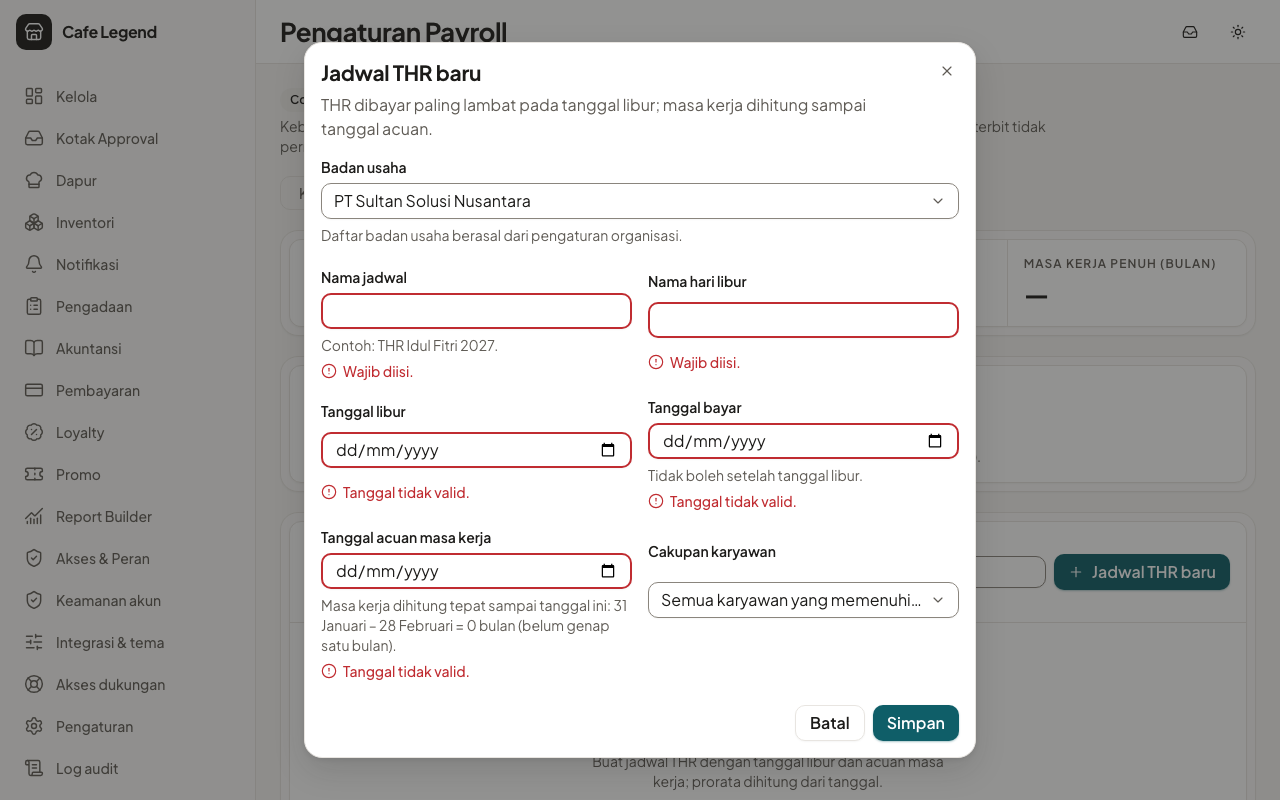 Cafe Legend
Kelola
Kotak Approval
Dapur
Inventori
Notifikasi
Pengadaan
Akuntansi
Pembayaran
Loyalty
Promo
Report Builder
Akses & Peran
Keamanan akun
Integrasi & tema
Akses dukungan
Pengaturan
Log audit
Pengaturan Payroll
terbit tidak
MASA KERJA PENUH (BULAN)
—
Jadwal THR baru
THR dibayar paling lambat pada tanggal libur; masa kerja dihitung sampai
tanggal acuan.
Badan usaha
PT Sultan Solusi Nusantara
Daftar badan usaha berasal dari pengaturan organisasi.
Nama jadwal
Contoh: THR Idul Fitri 2027.
Wajib diisi.
Nama hari libur
Wajib diisi.
Tanggal libur
dd/mm/yyyy
Tanggal tidak valid.
Tanggal bayar
dd/mm/yyyy
Tidak boleh setelah tanggal libur.
Tanggal tidak valid.
Tanggal acuan masa kerja
dd/mm/yyyy
Masa kerja dihitung tepat sampai tanggal ini: 31
Januari – 28 Februari = 0 bulan (belum genap
satu bulan).
Tanggal tidak valid.
Cakupan karyawan
Semua karyawan yang memenuhi...
Batal
Simpan
+ Jadwal THR baru
Buat jadwal THR dengan tanggal libur dan acuan masa
kerja; prorata dihitung dari tanggal.